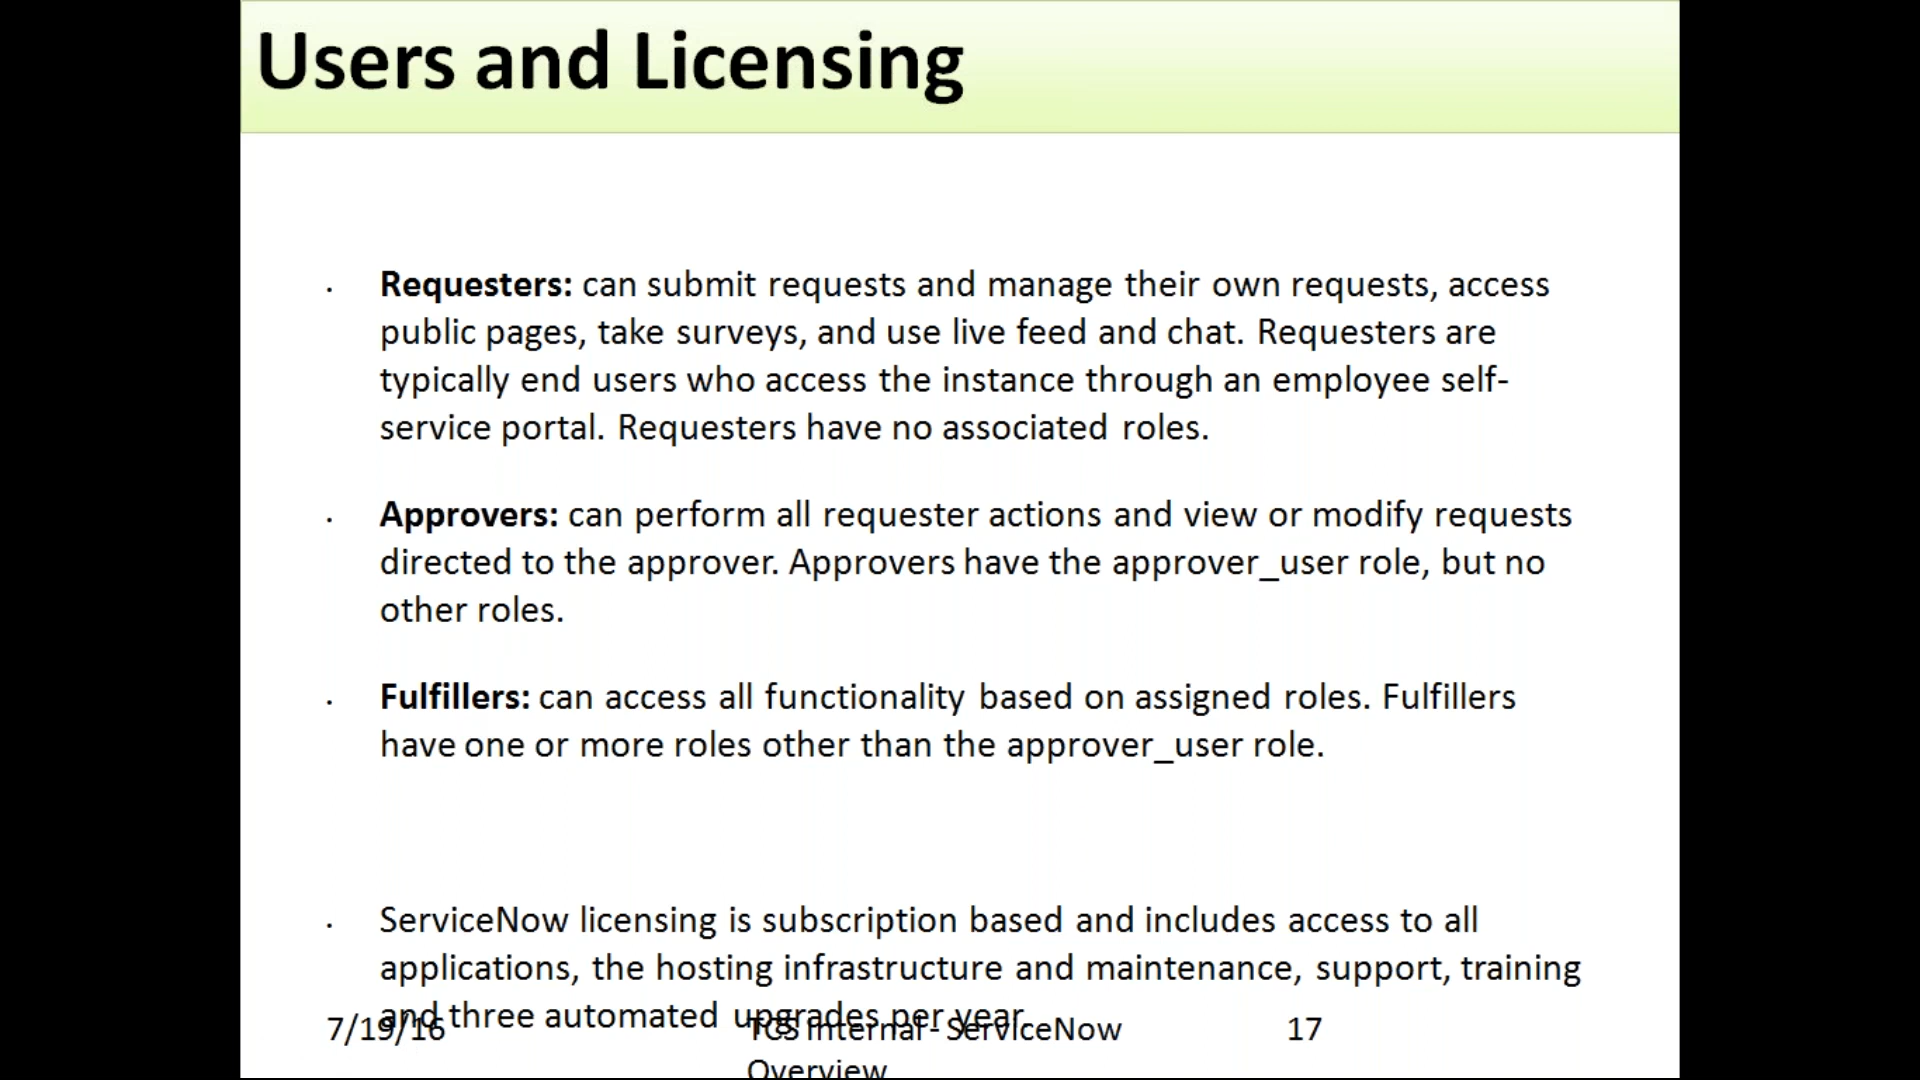 Users and Licensing
· Requesters: can submit requests and manage their own requests, access
public pages, take surveys, and use live feed and chat. Requesters are
typically end users who access the instance through an employee self-
service portal. Requesters have no associated roles.
· Approvers: can perform all requester actions and view or modify requests
directed to the approver. Approvers have the approver_user role, but no
other roles.
· Fulfillers: can access all functionality based on assigned roles. Fulfillers
have one or more roles other than the approver_user role.
· ServiceNow licensing is subscription based and includes access to all
applications, the hosting infrastructure and maintenance, support, training
and three automated upgrades per year.
7/19/16
TCS Internal - ServiceNow
Overview
17